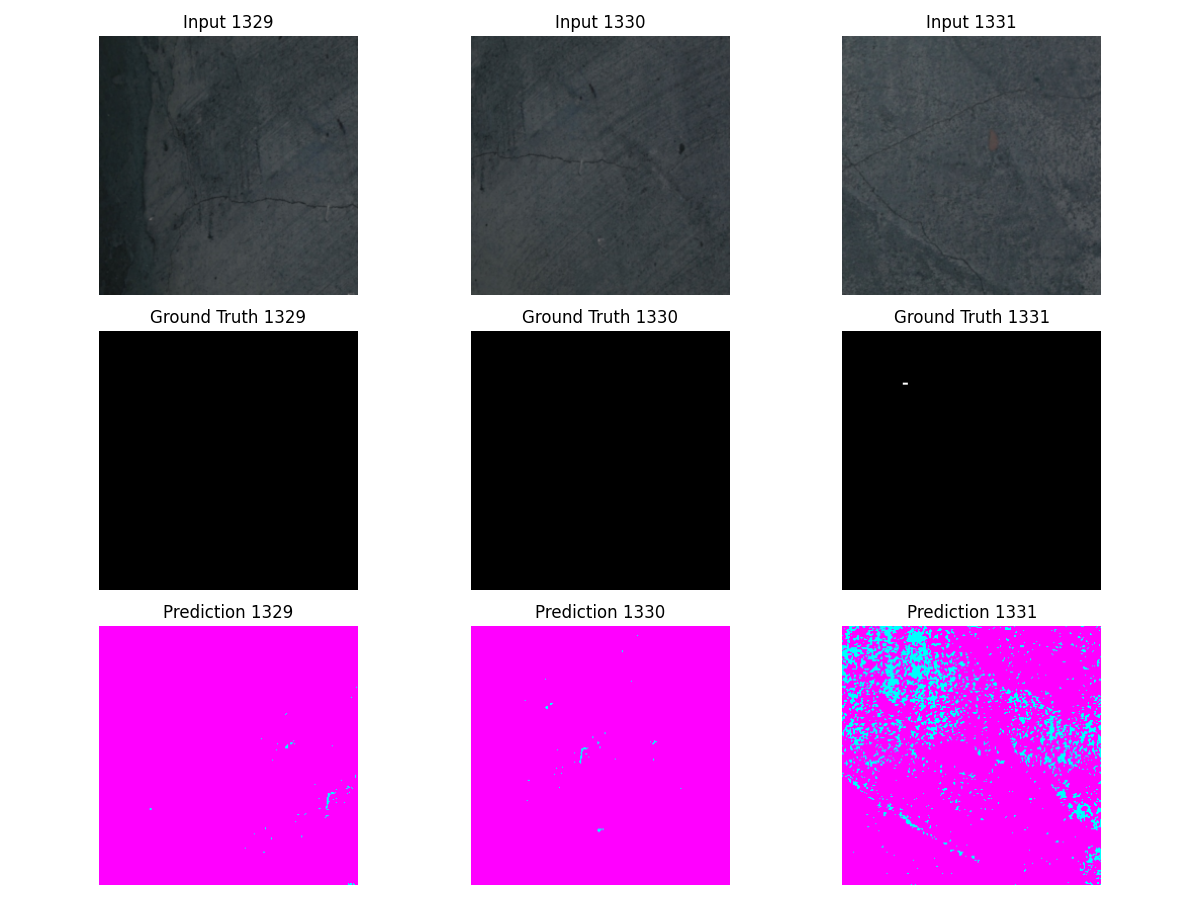 Input 1329
Input 1330
Input 1331
Ground Truth 1329
Ground Truth 1330
Ground Truth 1331
Prediction 1329
Prediction 1330
Prediction 1331